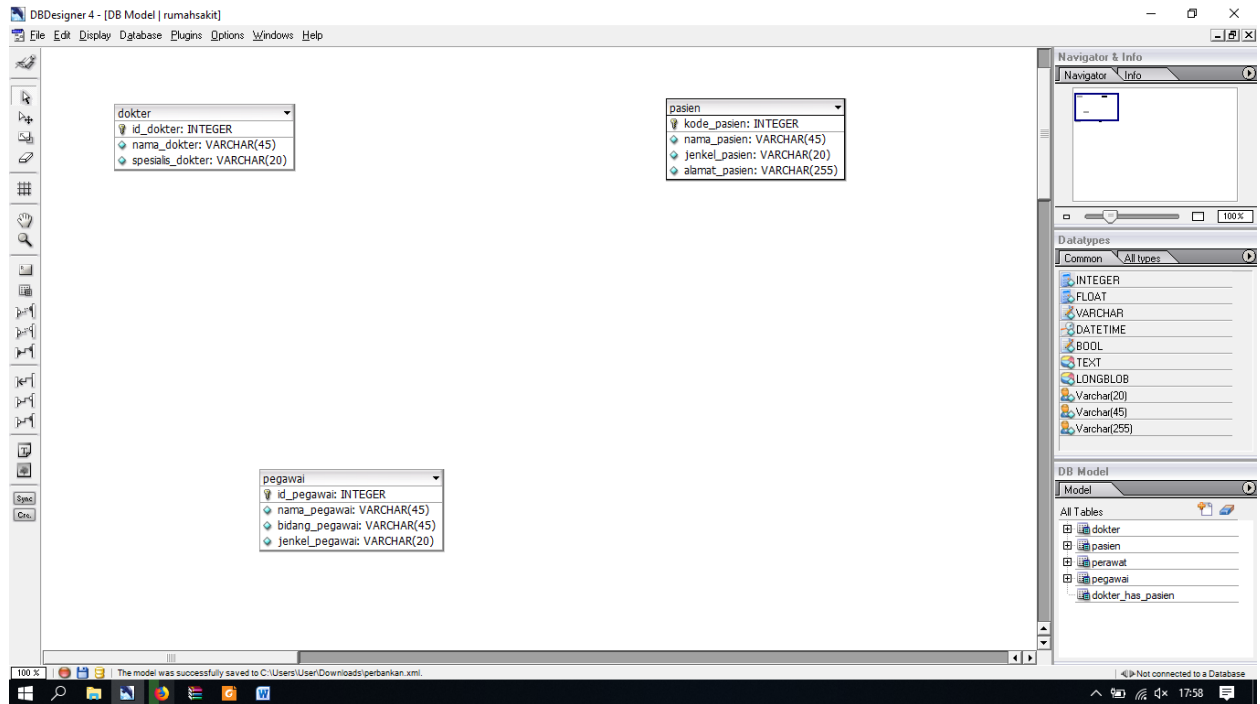 DBDesigner 4 - [DB Model | rumahsakit]
File Edit Display Database Plugins Options Windows Help
dokter
id_dokter: INTEGER
nama_dokter: VARCHAR(45)
spesialis_dokter: VARCHAR(20)
pasien
kode_pasien: INTEGER
nama_pasien: VARCHAR(45)
jenkel_pasien: VARCHAR(20)
alamat_pasien: VARCHAR(255)
pegawai
id_pegawai: INTEGER
nama_pegawai: VARCHAR(45)
bidang_pegawai: VARCHAR(45)
jenkel_pegawai: VARCHAR(20)
Sync
Navigator & Info
Navigator Info
100 %
Datatypes
Common All types
INTEGER
FLOAT
VARCHAR
DATETIME
BOOL
TEXT
LONGBLOB
Varchar(20)
Varchar(45)
Varchar(255)
DB Model
Model
All Tables
dokter
pasien
perawat
pegawai
dokter_has_pasien
100 % The model was successfully saved to C:\Users\User\Downloads\perbankan.xml. Not connected to a Database
17:58